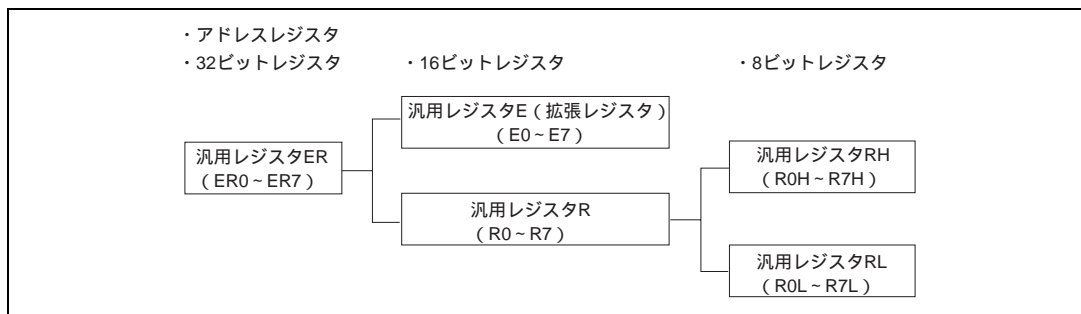 ・アドレスレジスタ
・32ビットレジスタ
・16ビットレジスタ
・8ビットレジスタ
汎用レジスタER
（ER0～ER7）
汎用レジスタE（拡張レジスタ）
（E0～E7）
汎用レジスタR
（R0～R7）
汎用レジスタRH
（R0H～R7H）
汎用レジスタRL
（R0L～R7L）